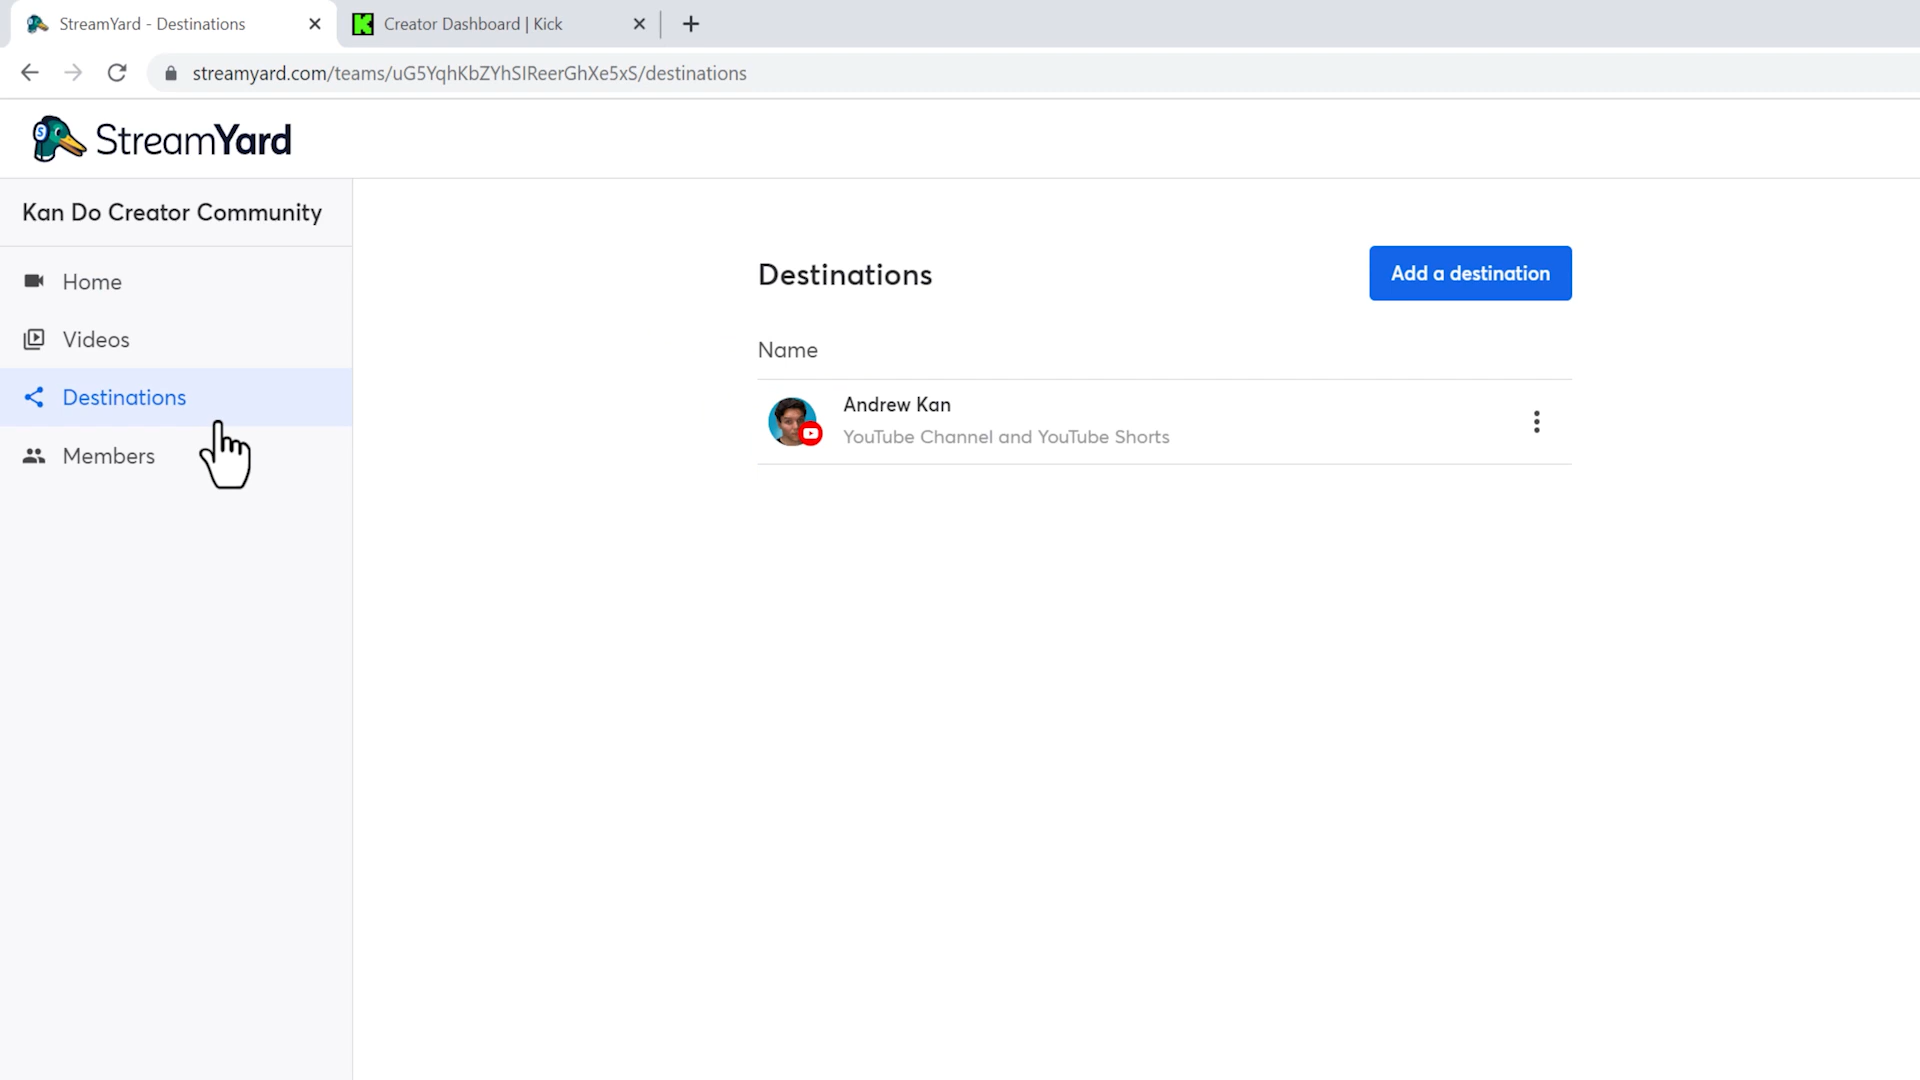 StreamYard - Destinations
Creator Dashboard | Kick
streamyard.com/teams/uG5YqhKbZYhSIReerGhXe5xS/destinations
StreamYard
Kan Do Creator Community
Home
Videos
Destinations
Members
Destinations
Add a destination
Name
Andrew Kan
YouTube Channel and YouTube Shorts